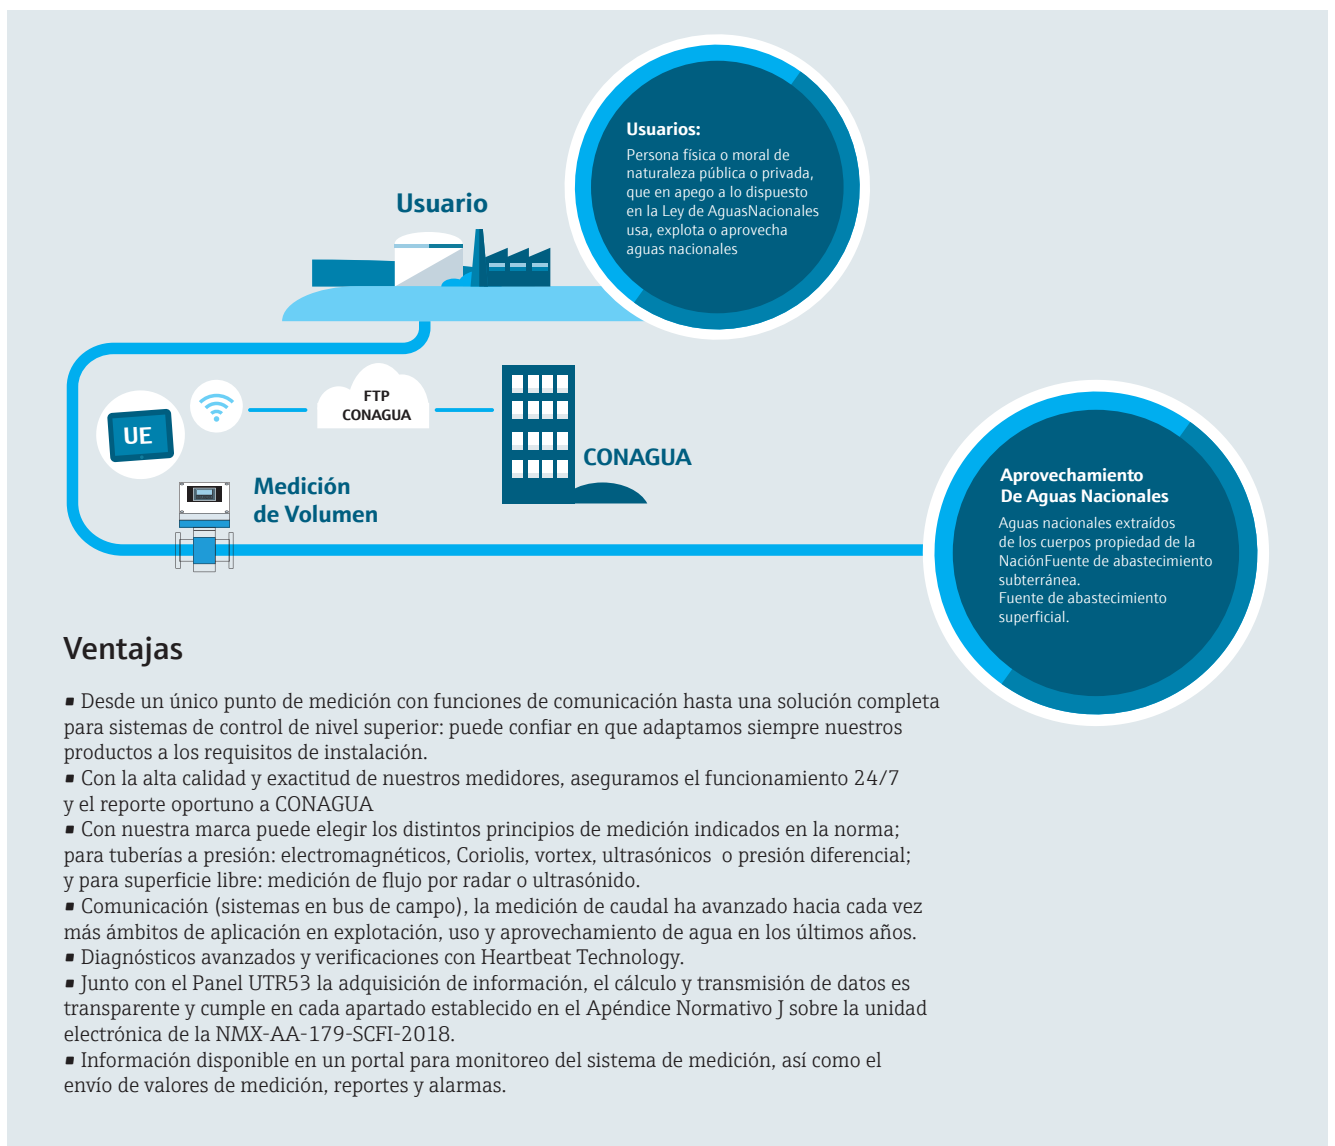 Usuarios:
Persona física o moral de
naturaleza pública o privada,
que en apego a lo dispuesto
en la Ley de AguasNacionales
usa, explota o aprovecha
aguas nacionales
Usuario
FTP
CONAGUA
UE
CONAGUA
Medición
de Volumen
Aprovechamiento
De Aguas Nacionales
Aguas nacionales extraídos
de los cuerpos propiedad de la
NaciónFuente de abastecimiento
subterránea.
Fuente de abastecimiento
superficial.
Ventajas
▪ Desde un único punto de medición con funciones de comunicación hasta una solución completa
para sistemas de control de nivel superior: puede confiar en que adaptamos siempre nuestros
productos a los requisitos de instalación.
▪ Con la alta calidad y exactitud de nuestros medidores, aseguramos el funcionamiento 24/7
y el reporte oportuno a CONAGUA
▪ Con nuestra marca puede elegir los distintos principios de medición indicados en la norma;
para tuberías a presión: electromagnéticos, Coriolis, vortex, ultrasónicos  o presión diferencial;
y para superficie libre: medición de flujo por radar o ultrasónido.
▪ Comunicación (sistemas en bus de campo), la medición de caudal ha avanzado hacia cada vez
más ámbitos de aplicación en explotación, uso y aprovechamiento de agua en los últimos años.
▪ Diagnósticos avanzados y verificaciones con Heartbeat Technology.
▪ Junto con el Panel UTR53 la adquisición de información, el cálculo y transmisión de datos es
transparente y cumple en cada apartado establecido en el Apéndice Normativo J sobre la unidad
electrónica de la NMX-AA-179-SCFI-2018.
▪ Información disponible en un portal para monitoreo del sistema de medición, así como el
envío de valores de medición, reportes y alarmas.